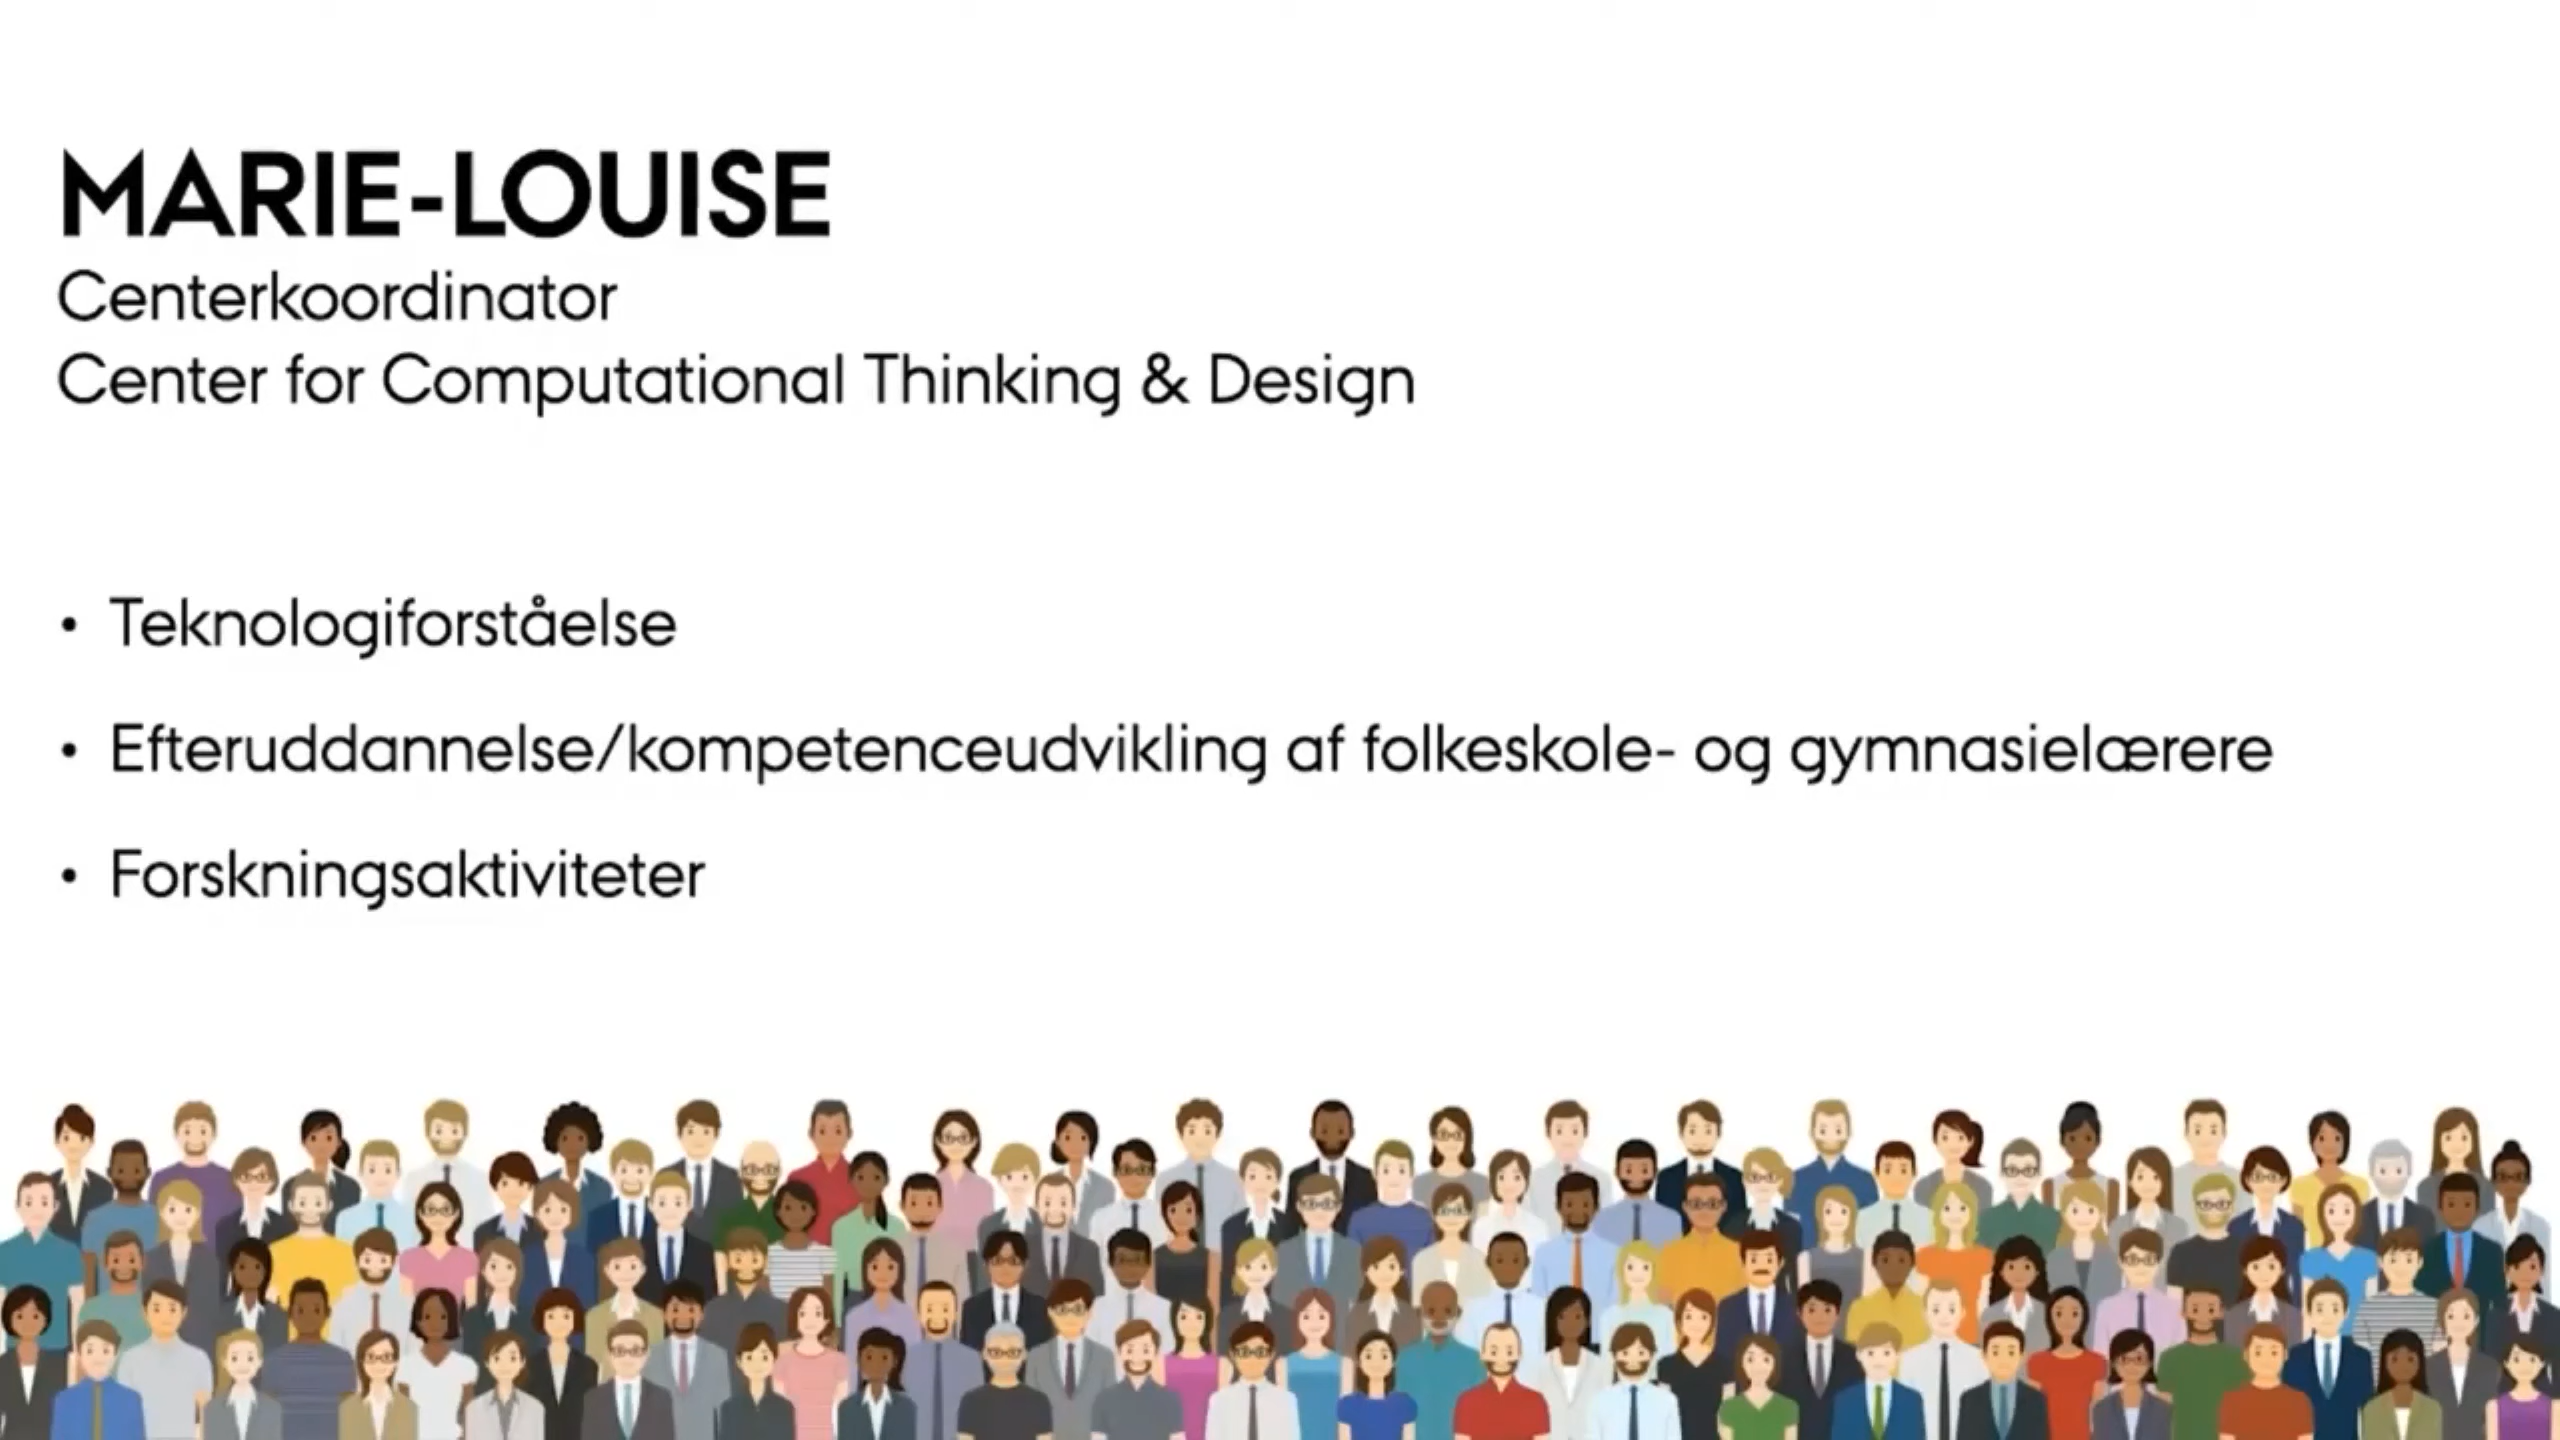 MARIE-LOUISE
Centerkoordinator
Center for Computational Thinking & Design
• Teknologiforståelse
• Efteruddannelse/kompetenceudvikling af folkeskole- og gymnasielærere
• Forskningsaktiviteter